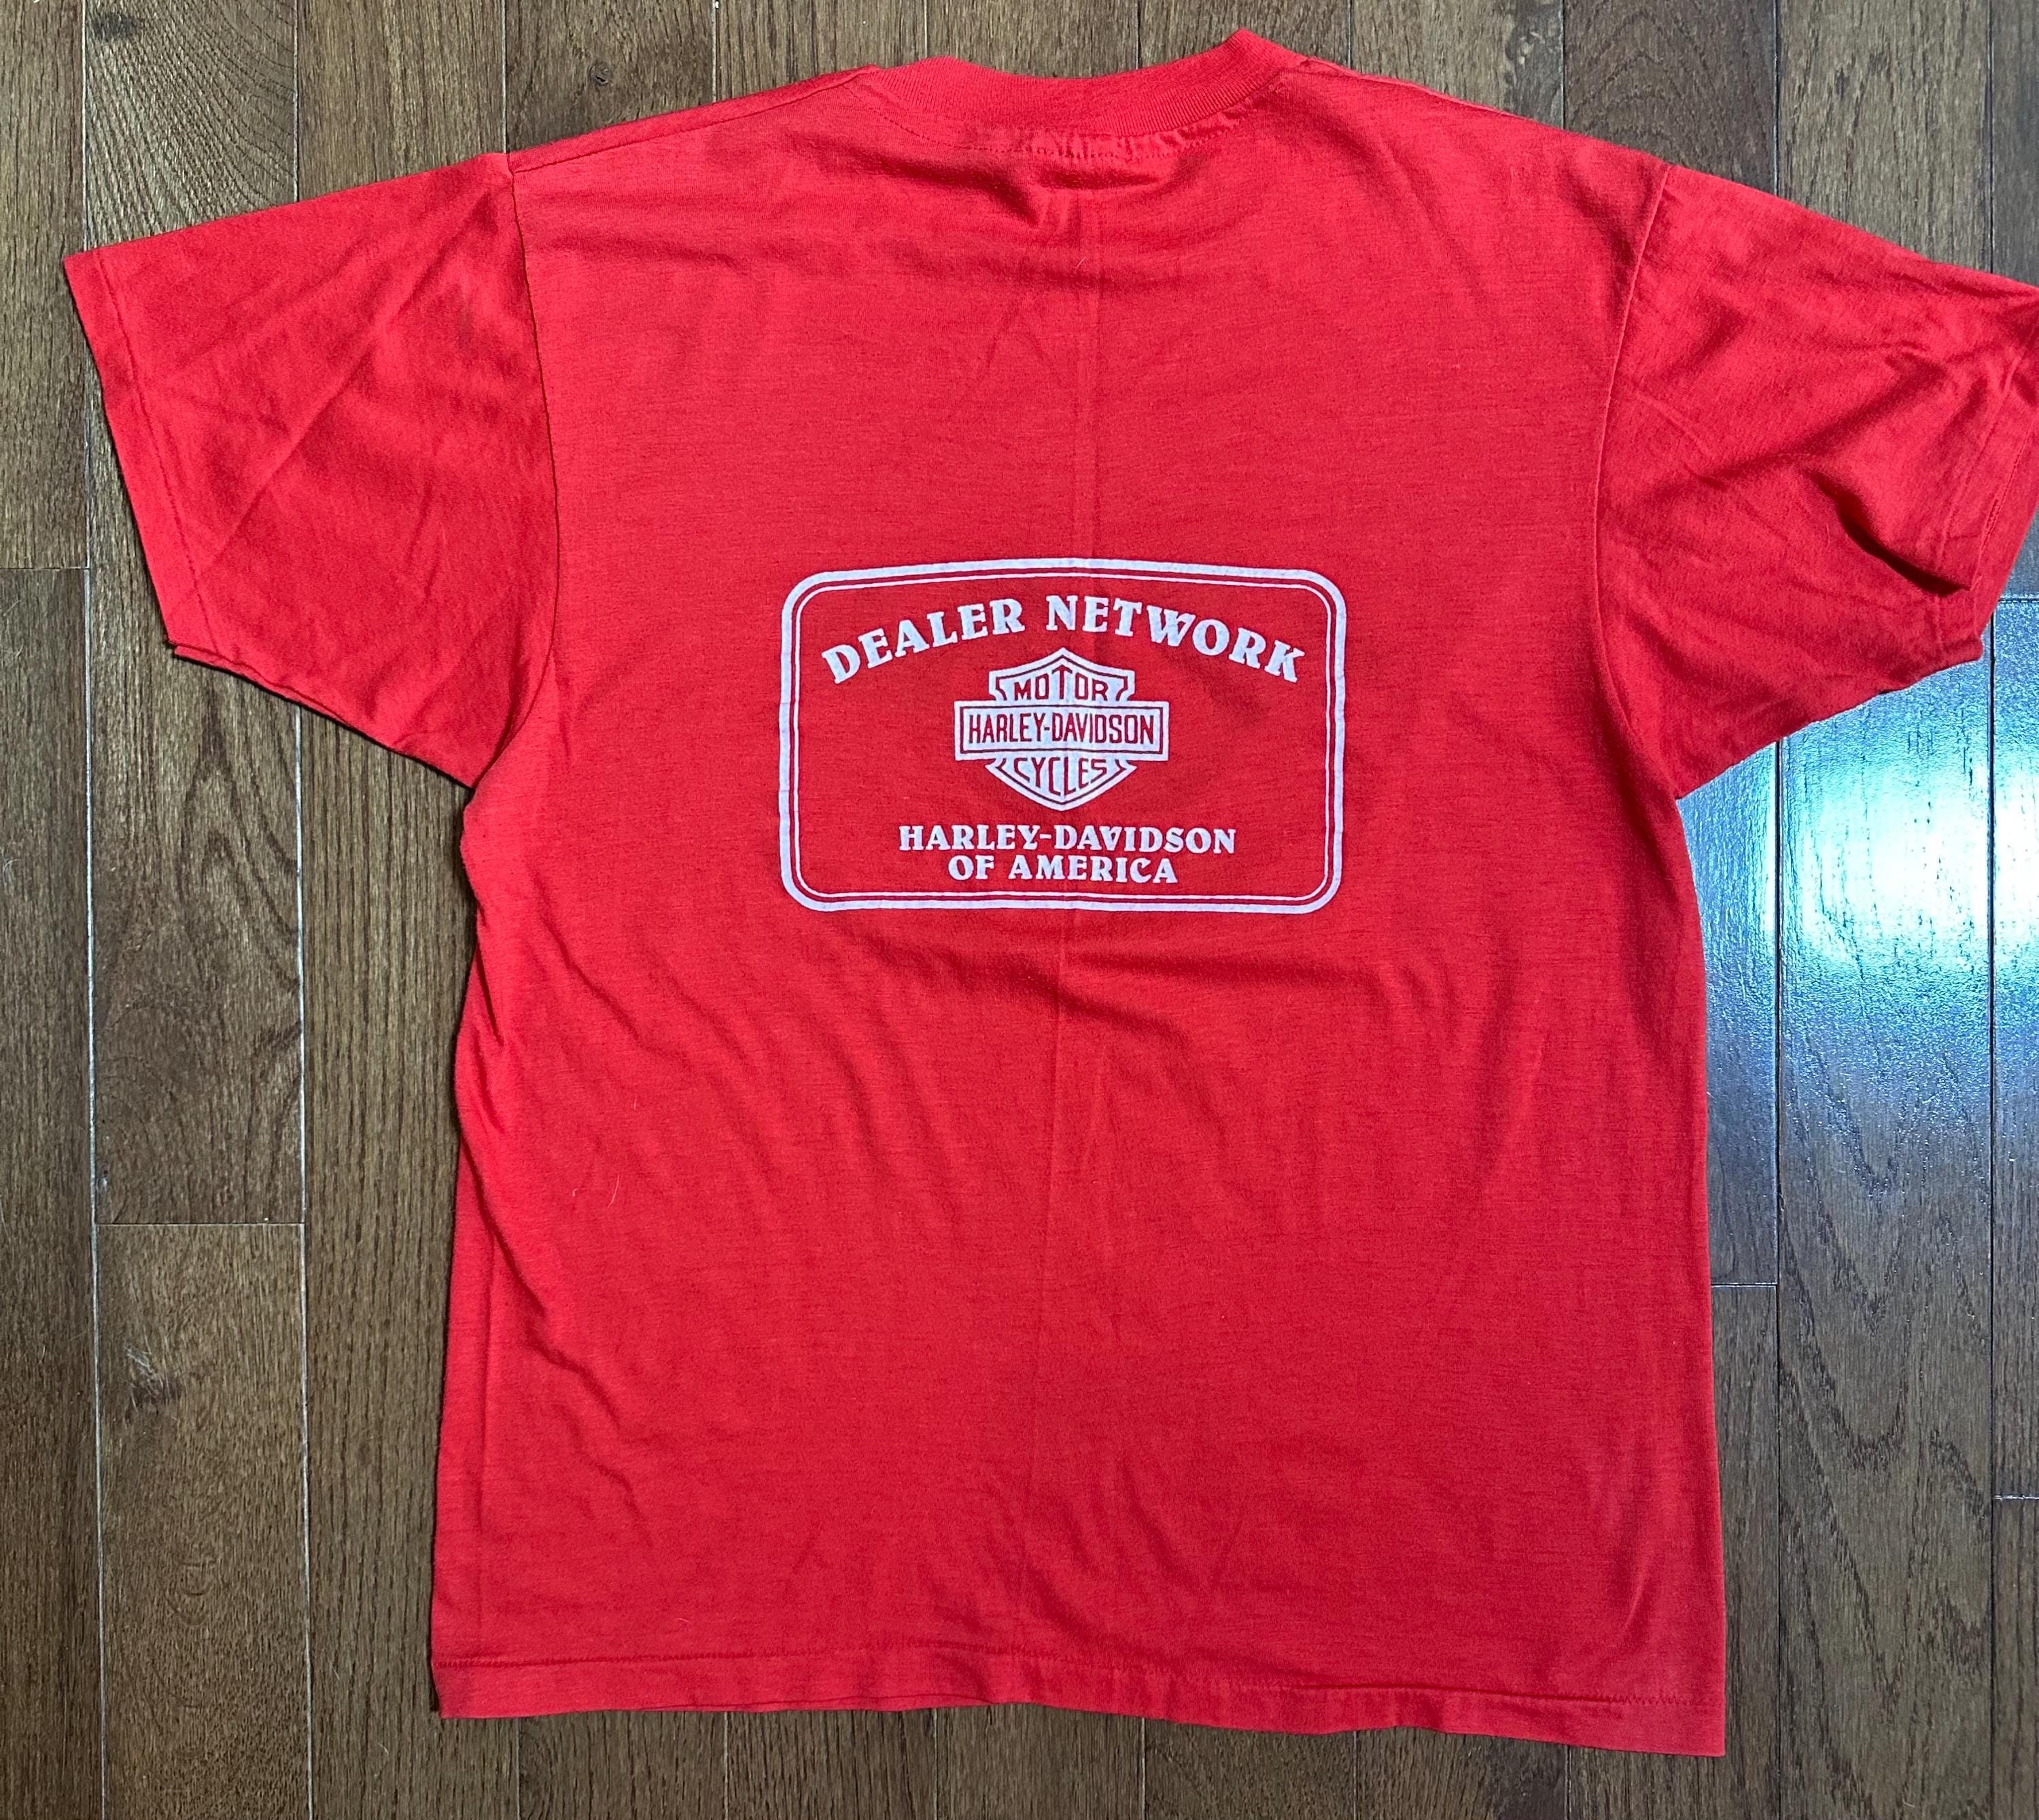 DEALER NETWORK
MOTOR
HARLEY-DAVIDSON
CYCLES
HARLEY-DAVIDSON
OF AMERICA